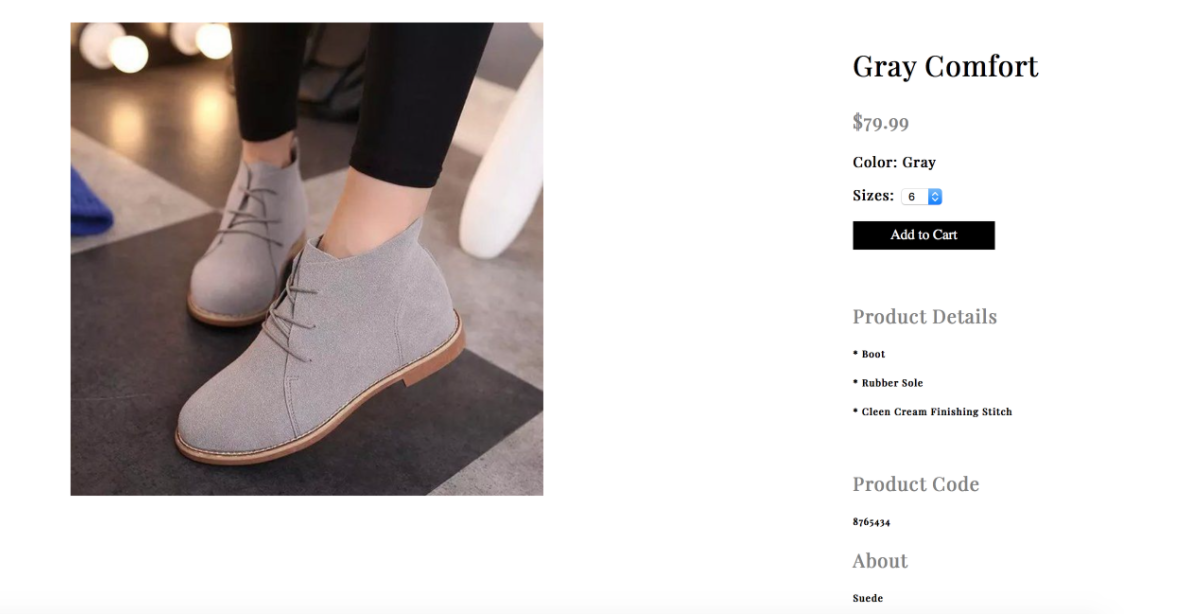 Gray Comfort
$79.99
Color: Gray
Sizes: 6
Add to Cart
Product Details
* Boot
* Rubber Sole
* Cleen Cream Finishing Stitch
Product Code
8765434
About
Suede